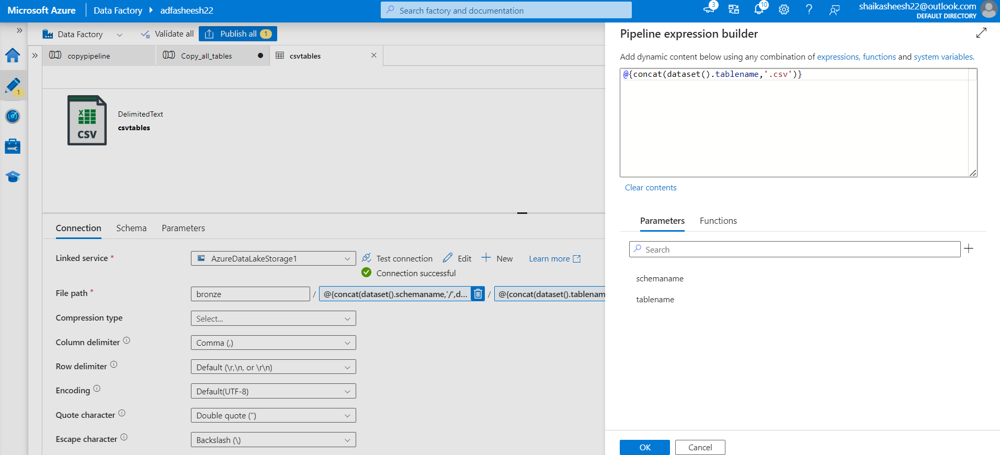 Microsoft Azure
Data Factory
adfasheesh22
Search factory and documentation
3
10
shaikasheesh22@outlook.com
DEFAULT DIRECTORY
Data Factory
Validate all
Publish all
1
copypipeline
Copy_all_tables
csvtables
1
CSV
DelimitedText
csvtables
Connection
Schema
Parameters
Linked service *
AzureDataLakeStorage1
Test connection
Edit
New
Learn more
Connection successful
File path *
bronze
/
@{concat(dataset().schemaname,'/',d...
/
@{concat(dataset().tablenam
Compression type
Select...
Column delimiter
Comma (,)
Row delimiter
Default (\r,\n, or \r\n)
Encoding
Default(UTF-8)
Quote character
Double quote (")
Escape character
Backslash (\)
Pipeline expression builder
Add dynamic content below using any combination of expressions, functions and system variables.
@{concat(dataset().tablename,'.csv')}
Clear contents
Parameters
Functions
Search
schemaname
tablename
OK
Cancel